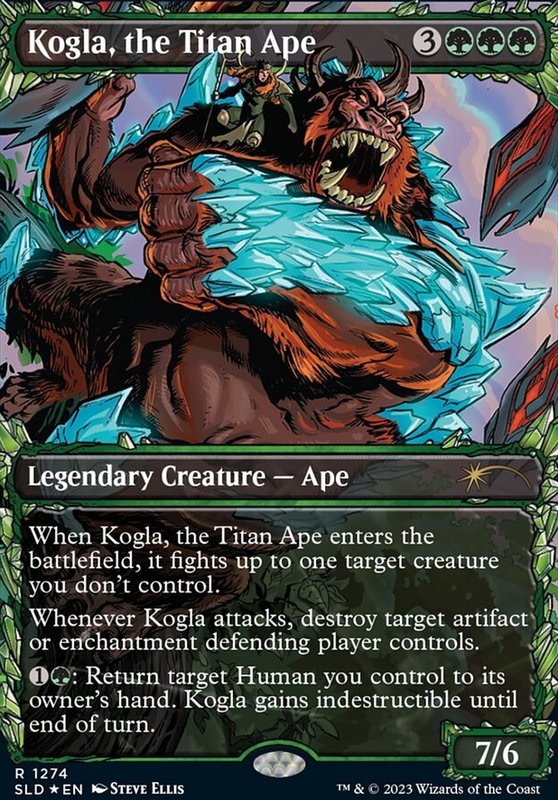 Kogla, the Titan Ape 3
Legendary Creature — Ape
When Kogla, the Titan Ape enters the
battlefield, it fights up to one target creature
you don't control.
Whenever Kogla attacks, destroy target artifact
or enchantment defending player controls.
1: Return target Human you control to its
owner's hand. Kogla gains indestructible until
end of turn.
7/6
R 1274
SLD ★ EN Steve Ellis
™ & © 2023 Wizards of the Coast